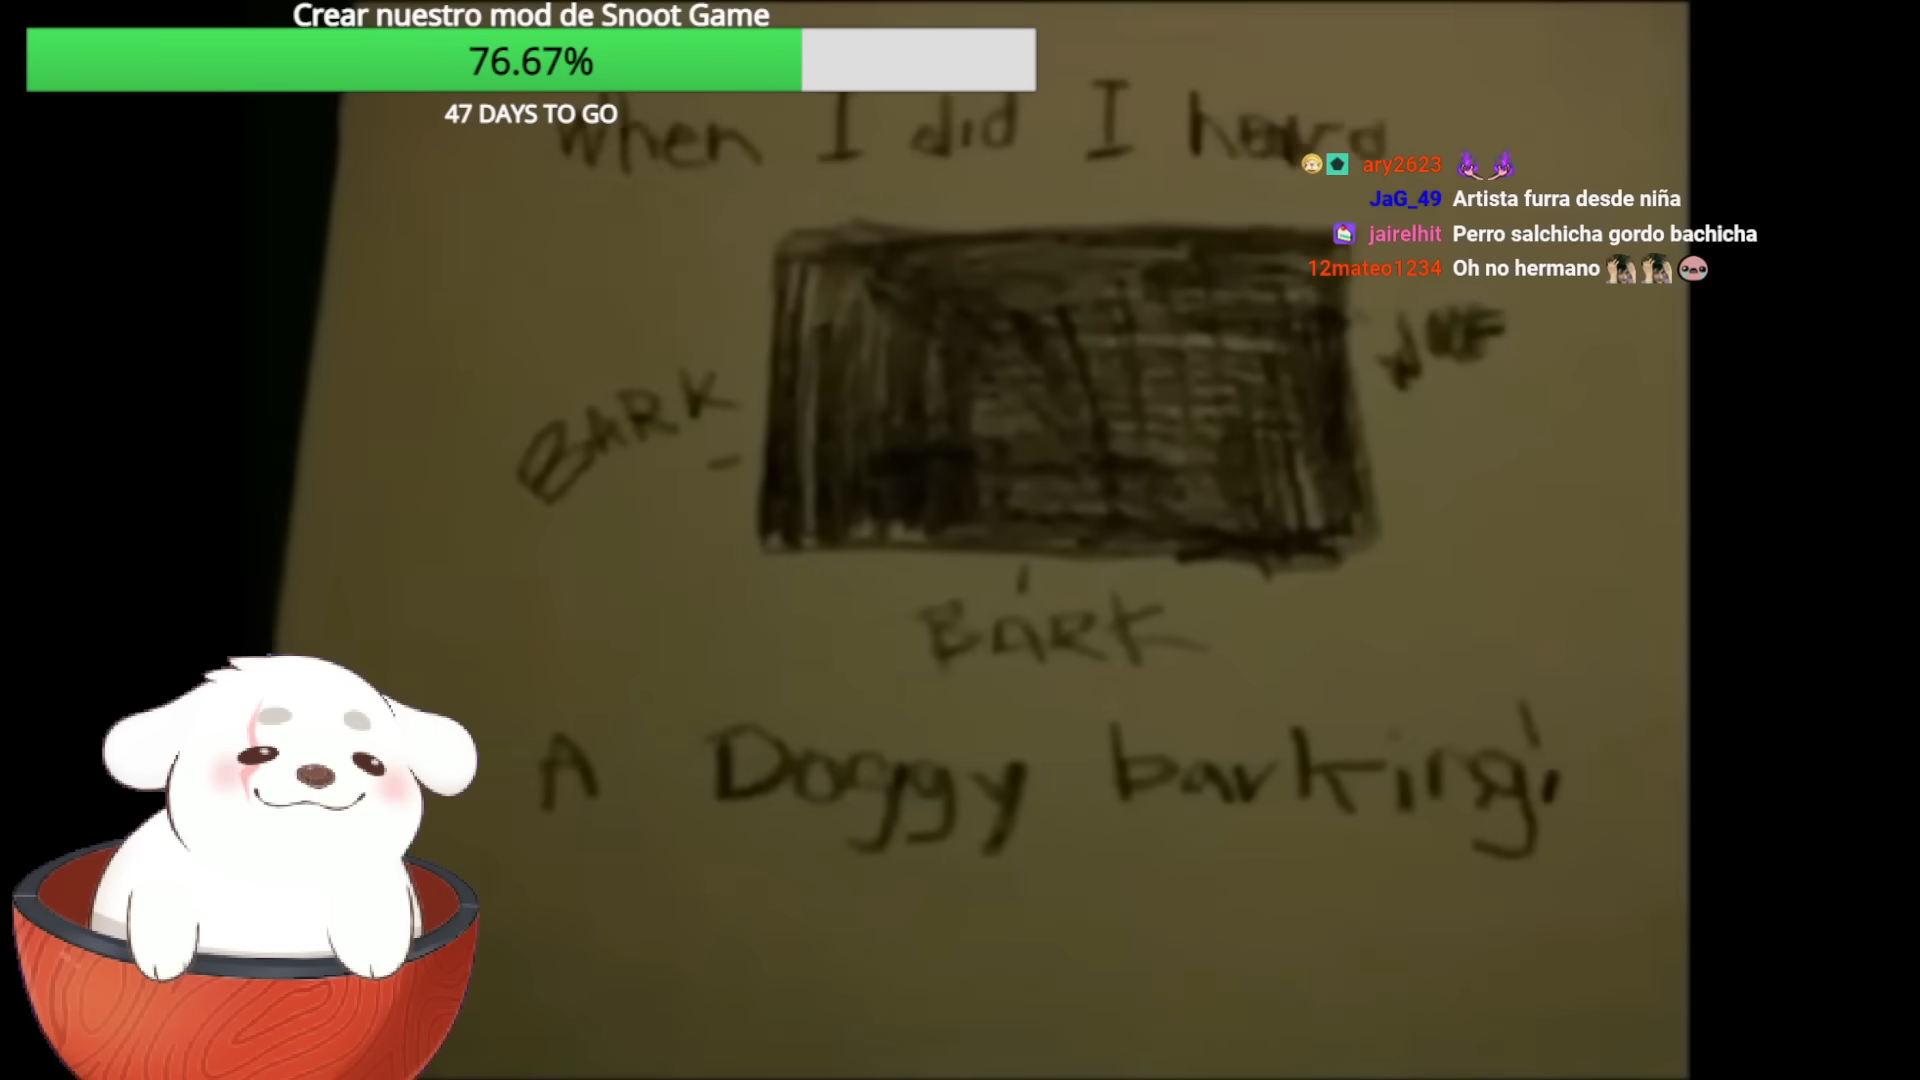 Crear nuestro mod de Snoot Game
76.67%
47 DAYS TO GO
When I did I heard
ary2623
JaG_49 Artista furra desde niña
jairelhit Perro salchicha gordo bachicha
12mateo1234 Oh no hermano
BARK
BARK
A Doggy barking!